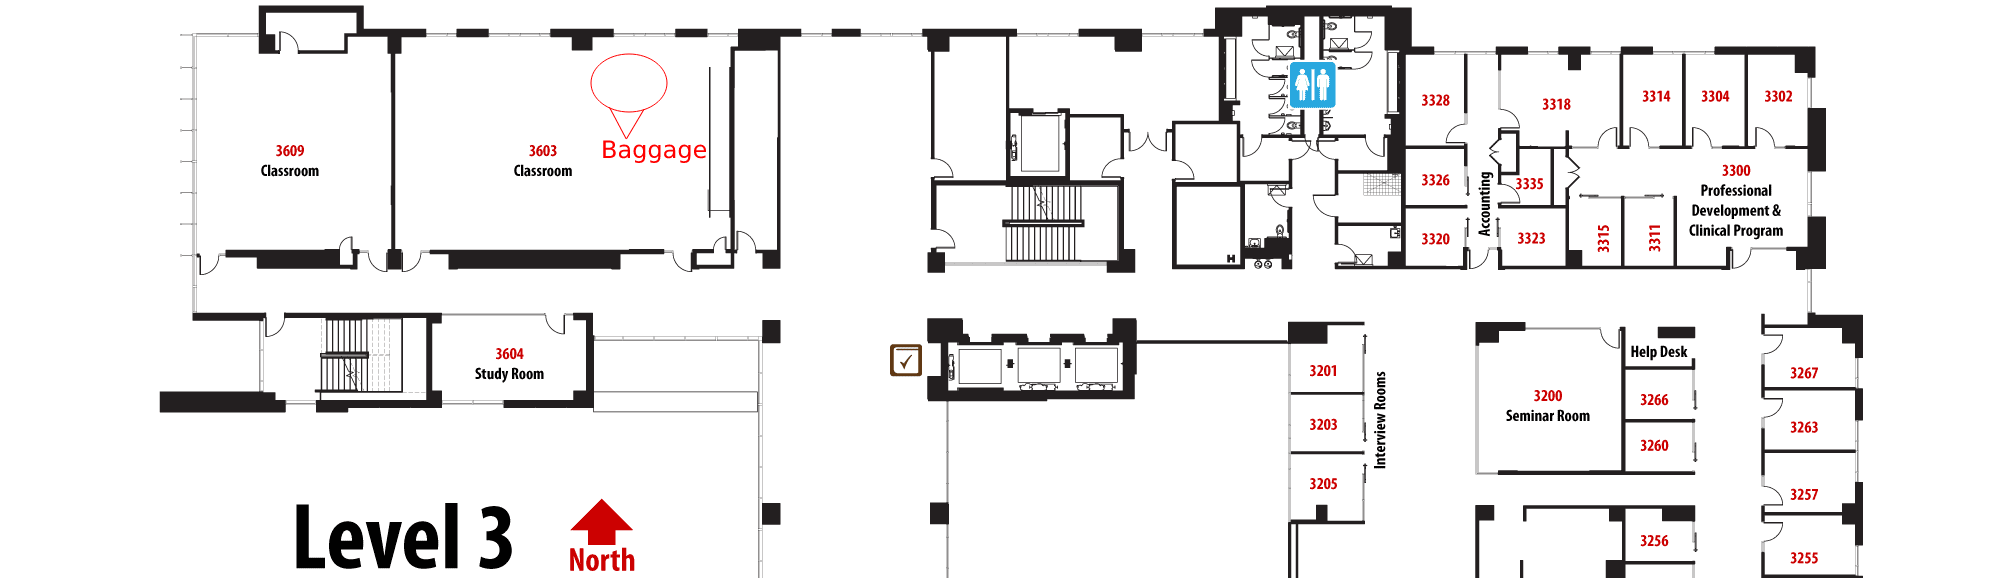 3609
Classroom
3603
Classroom
Baggage
3604
Study Room
Level 3
North
H
3328
3326
3320
Accounting
3318
3335
3323
3314
3304
3302
3300
Professional
Development &
Clinical Program
3315
3311
3201
3203
3205
Interview Rooms
3200
Seminar Room
Help Desk
3266
3260
3256
3267
3263
3257
3255